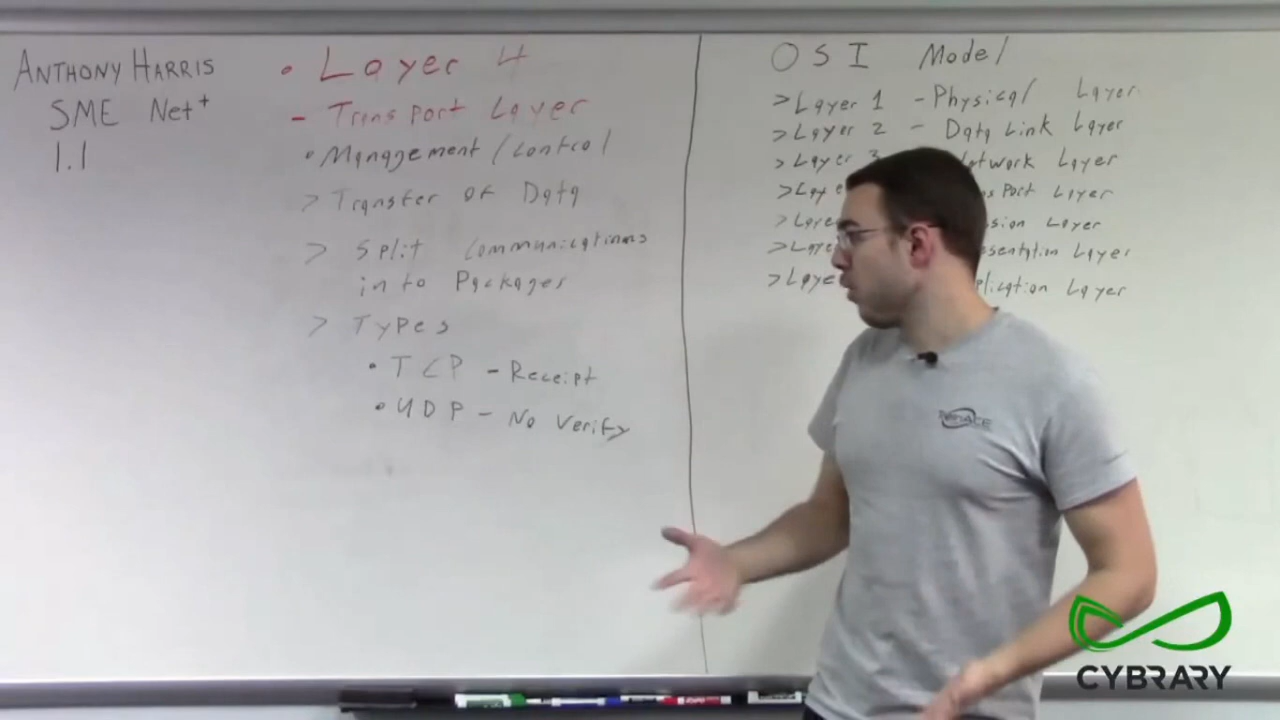 ANTHONY HARRIS
SME Net+
1.1
• Layer 4
- Transport Layer
• Management/Control
> Transfer of Data
> Split Communications
into Packages
> Types
• TCP - Receipt
• UDP - No Verify
OSI Model
> Layer 1 - Physical Layer
> Layer 2 - Data Link Layer
> Layer 3 Layer
> Layer
> Layer
> Layer
> Layer
CYBRARY